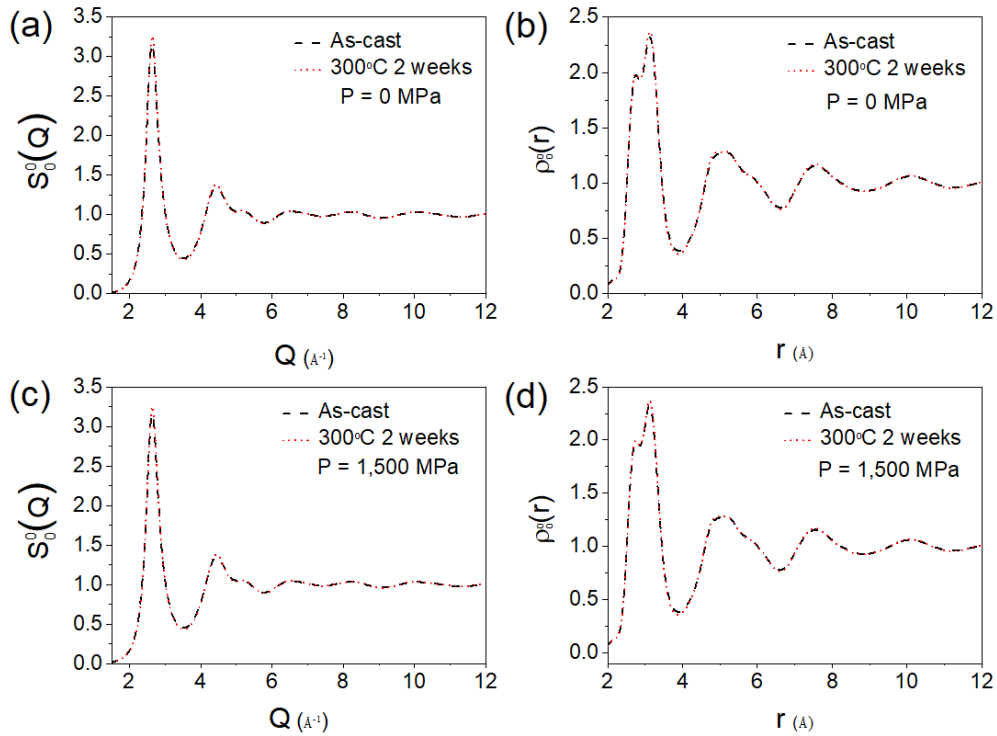 (a)
3.5
3.0
2.5
2.0
1.5
1.0
0.5
0.0
S₀⁰(Q)
As-cast
300ºC 2 weeks
P = 0 MPa
2 4 6 8 10 12
Q (Å⁻¹)
(b)
2.5
2.0
1.5
1.0
0.5
0.0
ρ₀⁰(r)
As-cast
300ºC 2 weeks
P = 0 MPa
2 4 6 8 10 12
r (Å)
(c)
3.5
3.0
2.5
2.0
1.5
1.0
0.5
0.0
S₀⁰(Q)
As-cast
300ºC 2 weeks
P = 1,500 MPa
2 4 6 8 10 12
Q (Å⁻¹)
(d)
2.5
2.0
1.5
1.0
0.5
0.0
ρ₀⁰(r)
As-cast
300ºC 2 weeks
P = 1,500 MPa
2 4 6 8 10 12
r (Å)